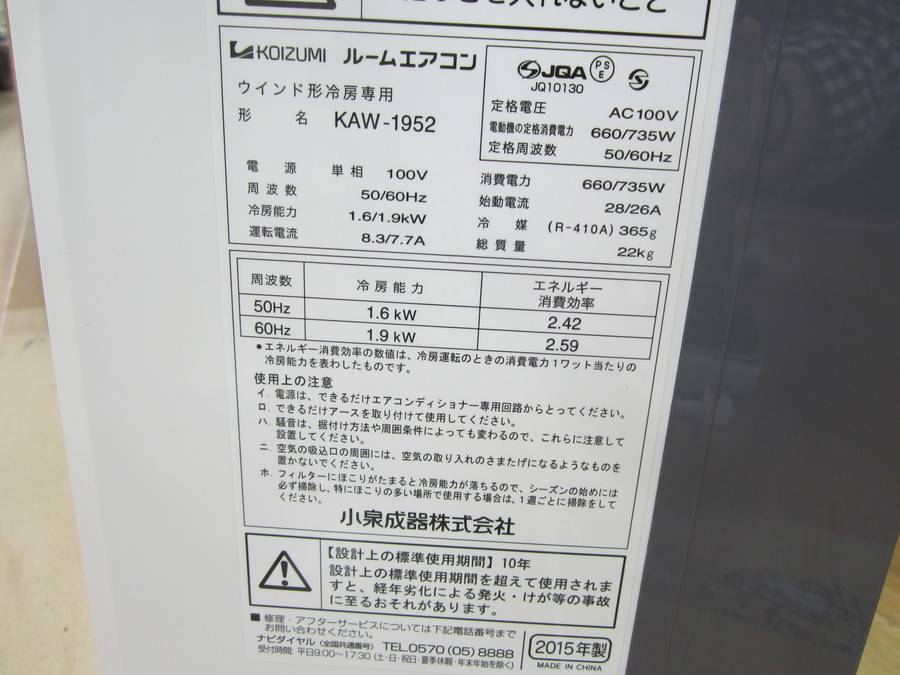 KOIZUMI ルームエアコン
ウインド形冷房専用
形 名 KAW-1952
JQA PSE
JQ10130
定格電圧 AC100V
電動機の定格消費電力 660/735W
定格周波数 50/60Hz
電 源 単相 100V
周波数 50/60Hz
冷房能力 1.6/1.9kW
運転電流 8.3/7.7A
消費電力 660/735W
始動電流 28/26A
冷 媒 (R-410A) 365g
総質量 22kg
周波数 冷房能力 エネルギー
消費効率
50Hz 1.6 kW 2.42
60Hz 1.9 kW 2.59
●エネルギー消費効率の数値は、冷房運転のときの消費電力1ワット当たりの
冷房能力を表わしたものです。
使用上の注意
イ. 電源は、できるだけエアコンディショナー専用回路からとってください。
ロ. できるだけアースを取り付けて使用してください。
ハ. 騒音は、据付け方法や周囲条件によっても変わるので、これらに注意して
設置してください。
ニ. 空気の吸込口の周囲には、空気の取り入れのさまたげになるようなものを
置かないでください。
ホ. フィルターにほこりがたまると冷房能力が落ちるので、シーズンの始めには
必ず掃除し、特にほこりの多い場所で使用する場合は、1週ごとに掃除をして
ください。
小泉成器株式会社
【設計上の標準使用期間】10年
設計上の標準使用期間を超えて使用されま
すと、経年劣化による発火・けが等の事故
に至るおそれがあります。
■修理・アフターサービスについては下記電話番号まで
お問い合わせください。
ナビダイヤル(全国共通番号) TEL.0570(05)8888
受付時間:平日9:00~17:30(土・日・祝日・夏季休暇・年末年始を除く)
2015年製
MADE IN CHINA